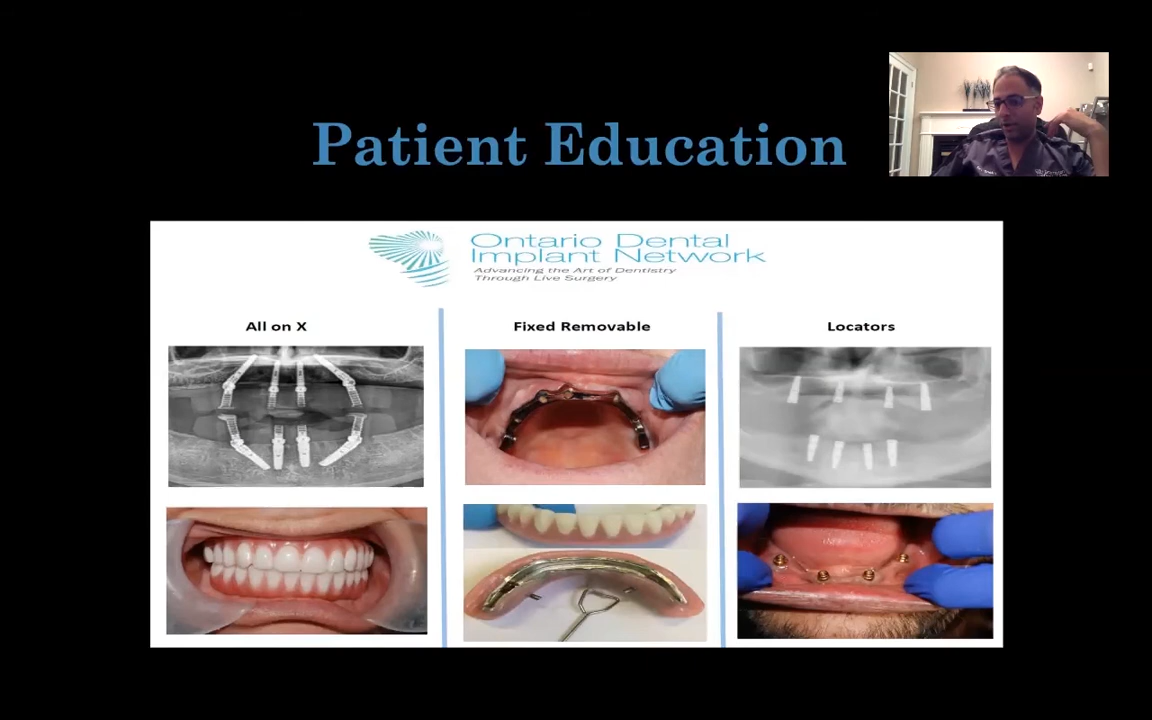 Patient Education
Ontario Dental
Implant Network
Advancing the Art of Dentistry
Through Live Surgery
All on X
Fixed Removable
Locators